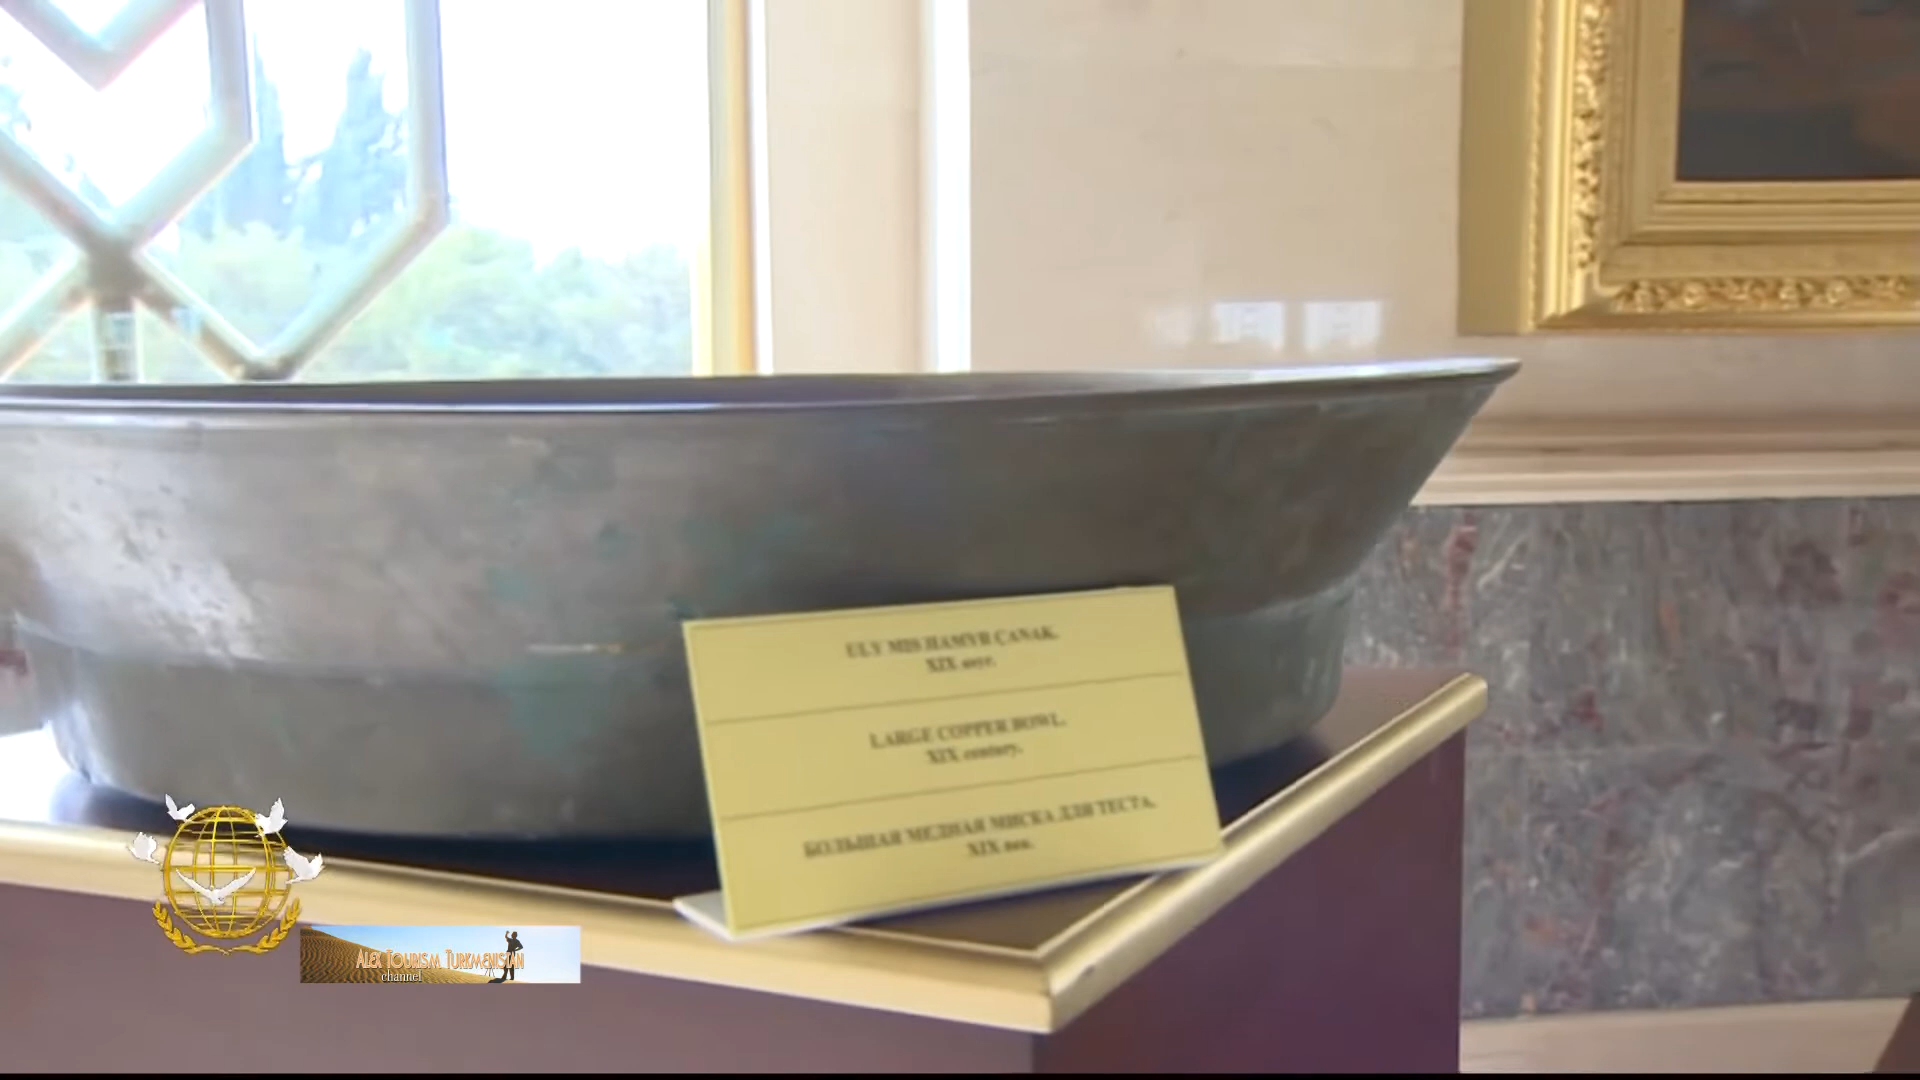 ULY MIS HAMYR ÇANAK.
XIX asyr.
LARGE COPPER BOWL.
XIX century.
БОЛЬШАЯ МЕДНАЯ МИСКА ДЛЯ ТЕСТА.
XIX век.
ALEX TOURISM TURKMENISTAN
channel